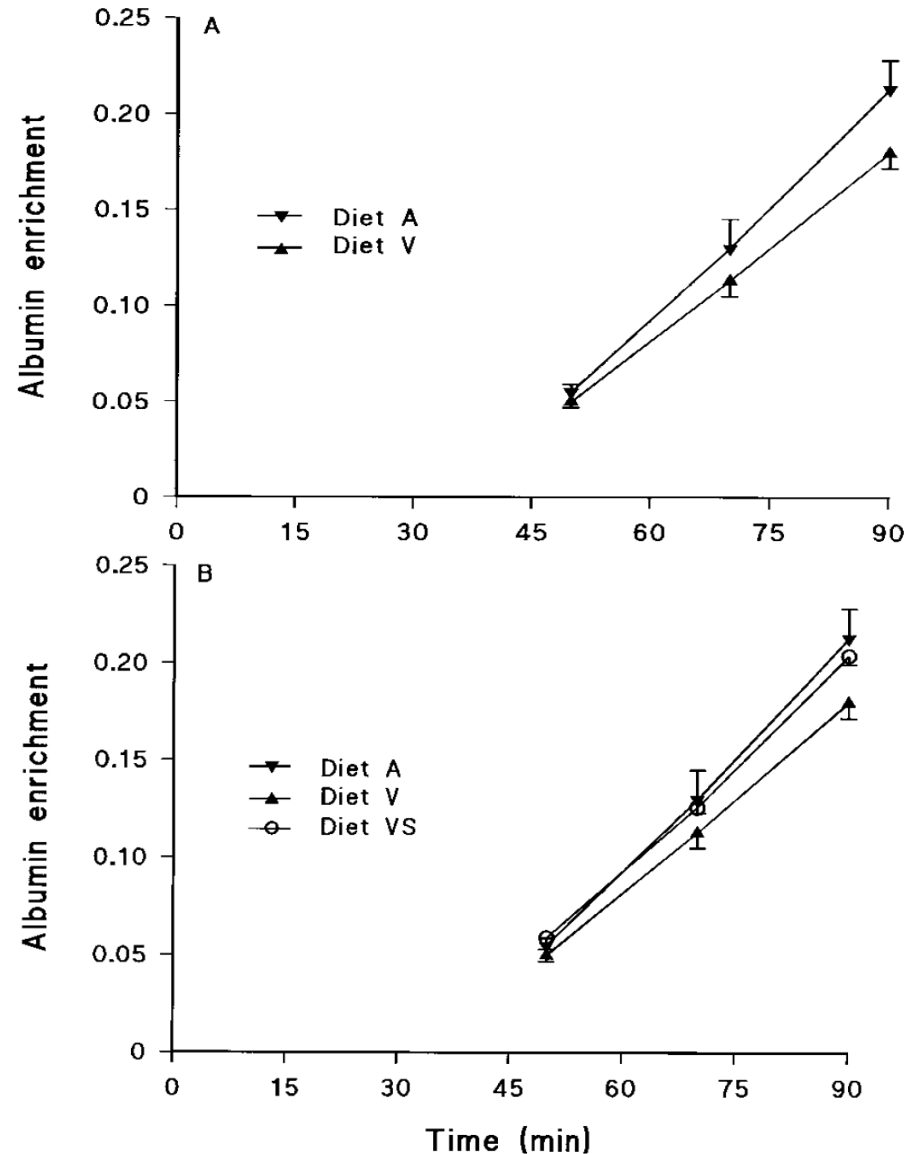 A
0.25
0.20
0.15
0.10
0.05
0
Albumin enrichment
Diet A
Diet V
0 15 30 45 60 75 90
B
0.25
0.20
0.15
0.10
0.05
0
Albumin enrichment
Diet A
Diet V
Diet VS
0 15 30 45 60 75 90
Time (min)